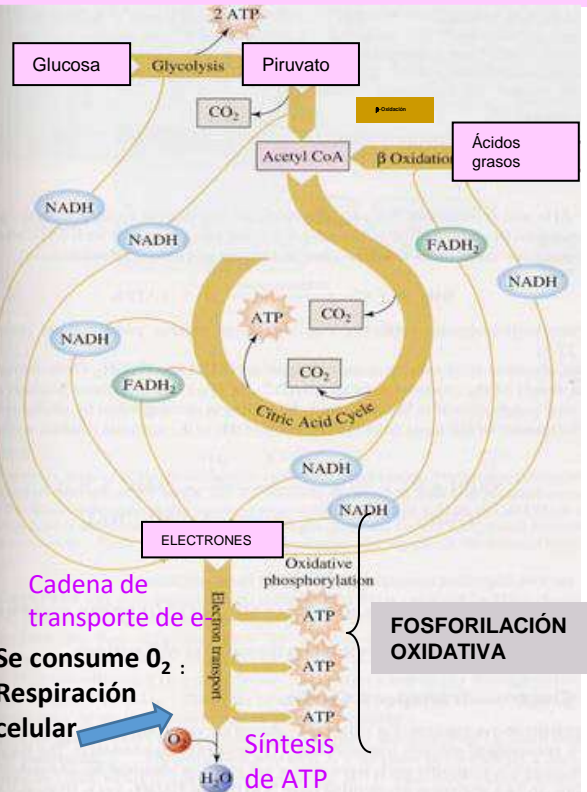 2 ATP
Glucosa
Glycolysis
Piruvato
CO₂
β-Oxidación
Acetyl CoA
β Oxidation
Ácidos
grasos
NADH
NADH
FADH₂
NADH
ATP
CO₂
NADH
CO₂
FADH₂
Citric Acid Cycle
NADH
NADH
ELECTRONES
Oxidative
phosphorylation
Cadena de
transporte de e-
Electron transport
ATP
FOSFORILACIÓN
OXIDATIVA
Se consume 0₂ :
Respiración
celular
ATP
ATP
O₂
Síntesis
de ATP
H₂O